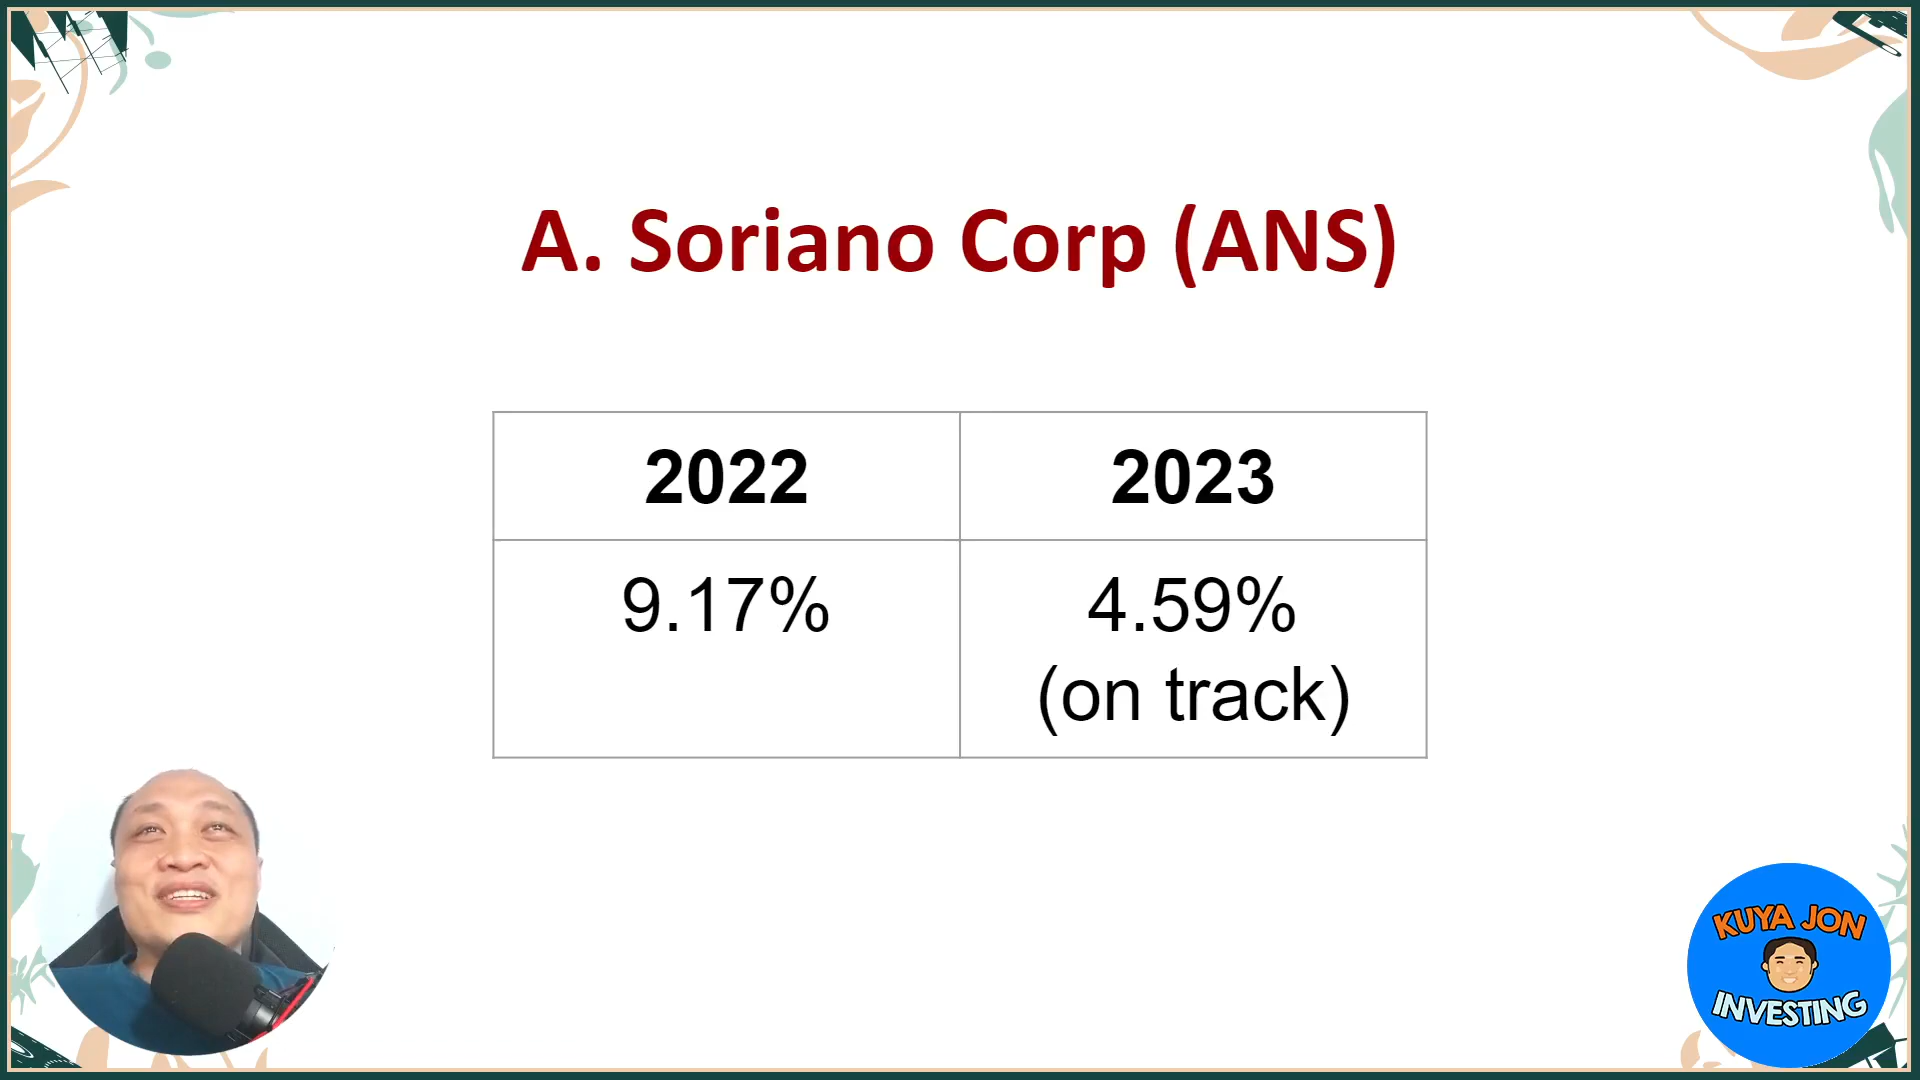 A. Soriano Corp (ANS)
2022 2023
9.17% 4.59%
(on track)
KUYA JON
INVESTING